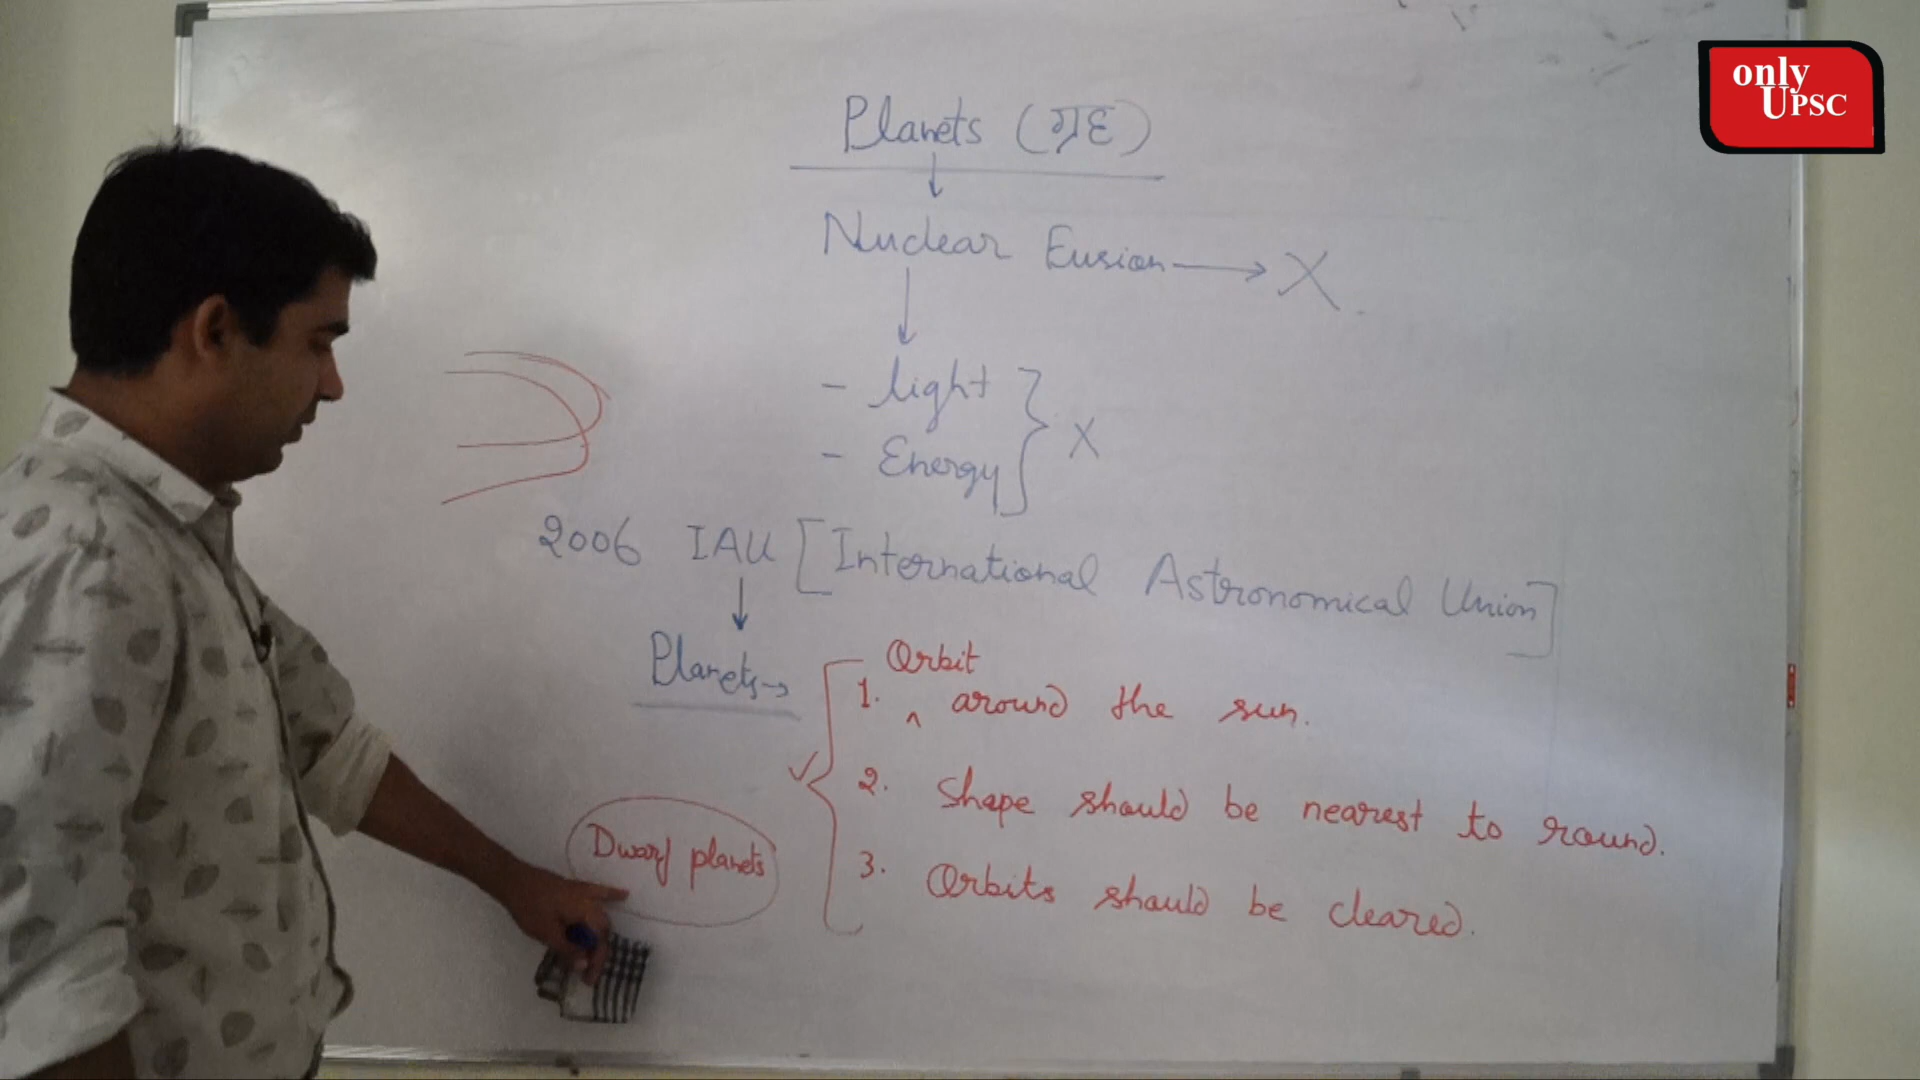 only
UPSC
Planets (ग्रह)
Nuclear Fusion → X
- light
- Energy } X
2006 IAU [International Astronomical Union]
Planets →
Orbit
1. ^ around the sun.
2. Shape should be nearest to round.
Dwarf planets
3. Orbits should be cleared.